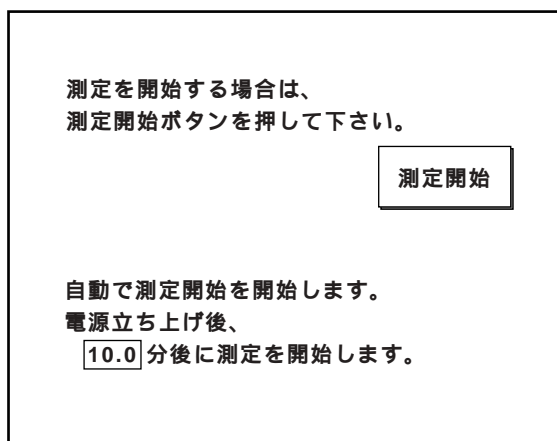 測定を開始する場合は、
測定開始ボタンを押して下さい。
測定開始
自動で測定開始を開始します。
電源立ち上げ後、
10.0 分後に測定を開始します。